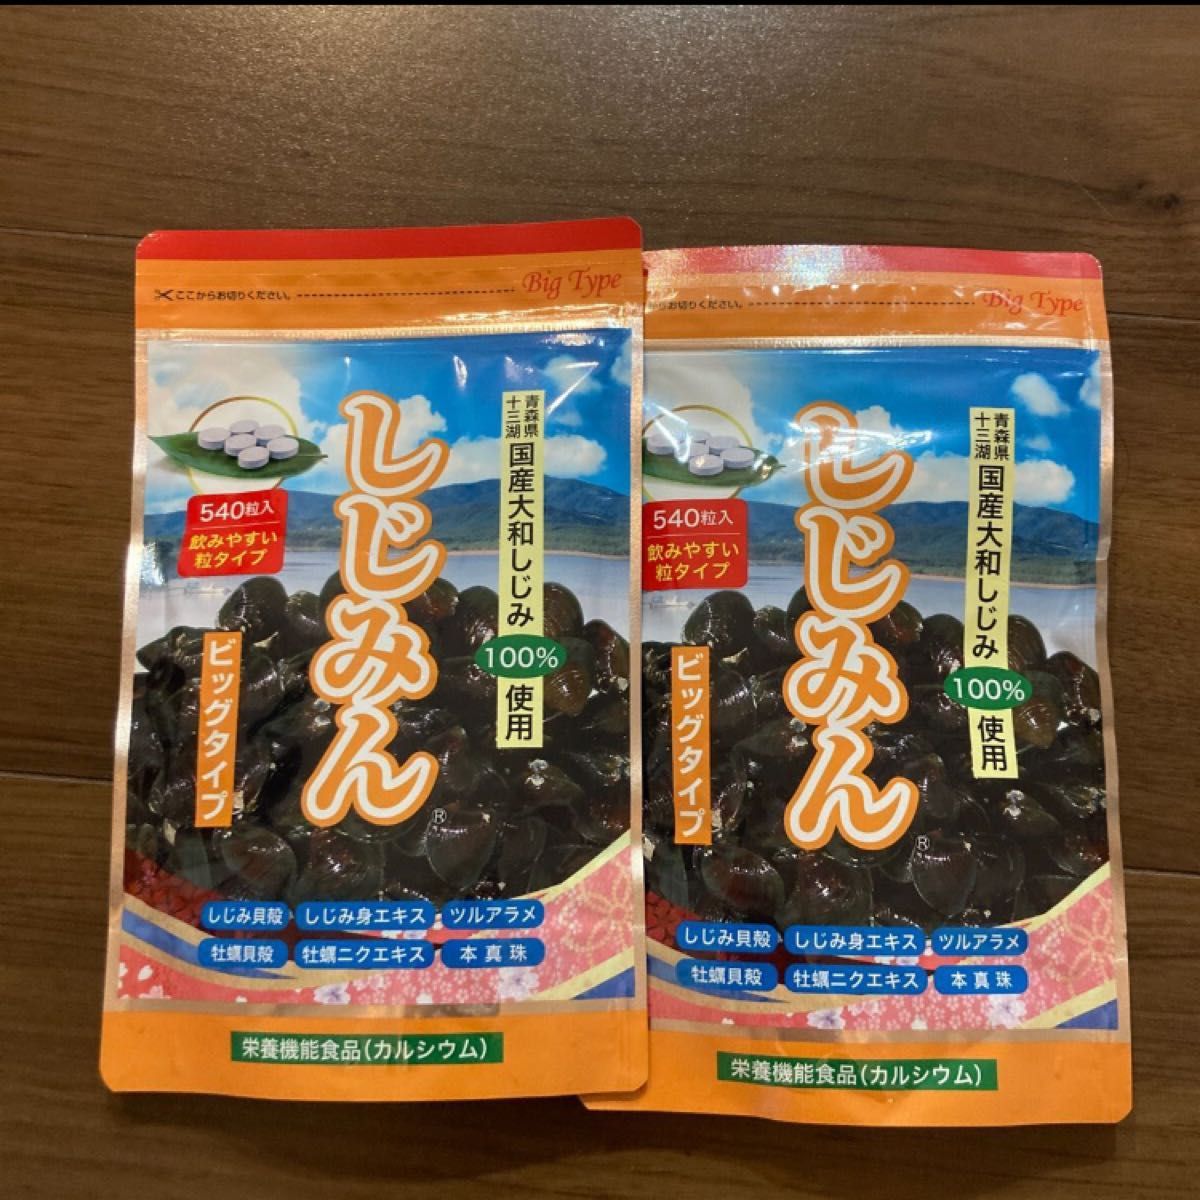 ここからお切りください。
Big Type
青森県
十三湖
国産大和しじみ
100%
使用
しじみん®
540粒入
飲みやすい
粒タイプ
ビッグタイプ
しじみ貝殻 しじみ身エキス ツルアラメ
牡蠣貝殻 牡蠣ニクエキス 本真珠
栄養機能食品(カルシウム)
からお切りください。
Big Type
青森県
十三湖
国産大和しじみ
100%
使用
しじみん®
540粒入
飲みやすい
粒タイプ
ビッグタイプ
しじみ貝殻 しじみ身エキス ツルアラメ
牡蠣貝殻 牡蠣ニクエキス 本真珠
栄養機能食品(カルシウム)